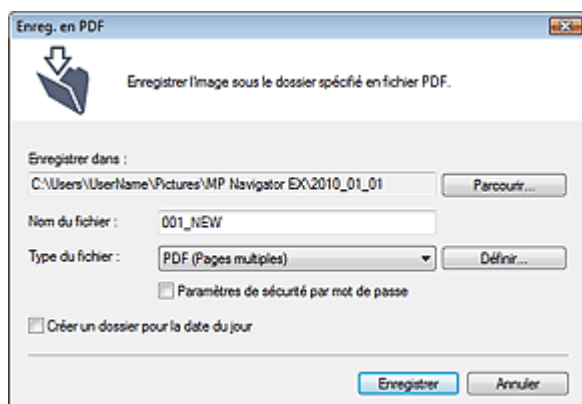 Enreg. en PDF
Enregistrer l'image sous le dossier spécifié en fichier PDF.
Enregistrer dans :
C:\Users\UserName\Pictures\MP Navigator EX\2010_01_01 Parcourir...
Nom du fichier : 001_NEW
Type du fichier : PDF (Pages multiples) Définir...
Paramètres de sécurité par mot de passe
Créer un dossier pour la date du jour
Enregistrer Annuler